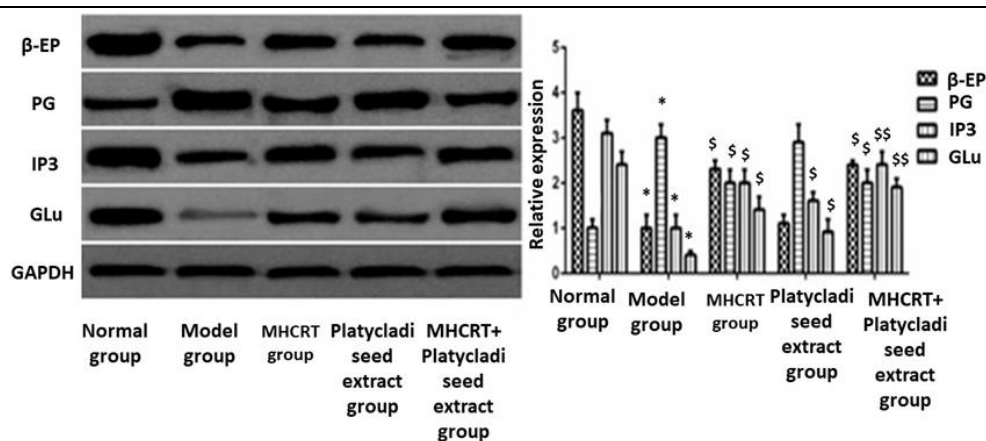 β-EP
PG
IP3
GLu
GAPDH
Normal
group
Model
group
MHCRT
group
Platycladi
seed
extract
group
MHCRT+
Platycladi
seed
extract
group
Relative expression
5
4
3
2
1
0
*
*
*
*
$
$
$
$
$
$
$
$
$$
$$
β-EP
PG
IP3
GLu
Normal
group
Model
group
MHCRT
group
Platycladi
seed
extract
group
MHCRT+
Platycladi
seed
extract
group